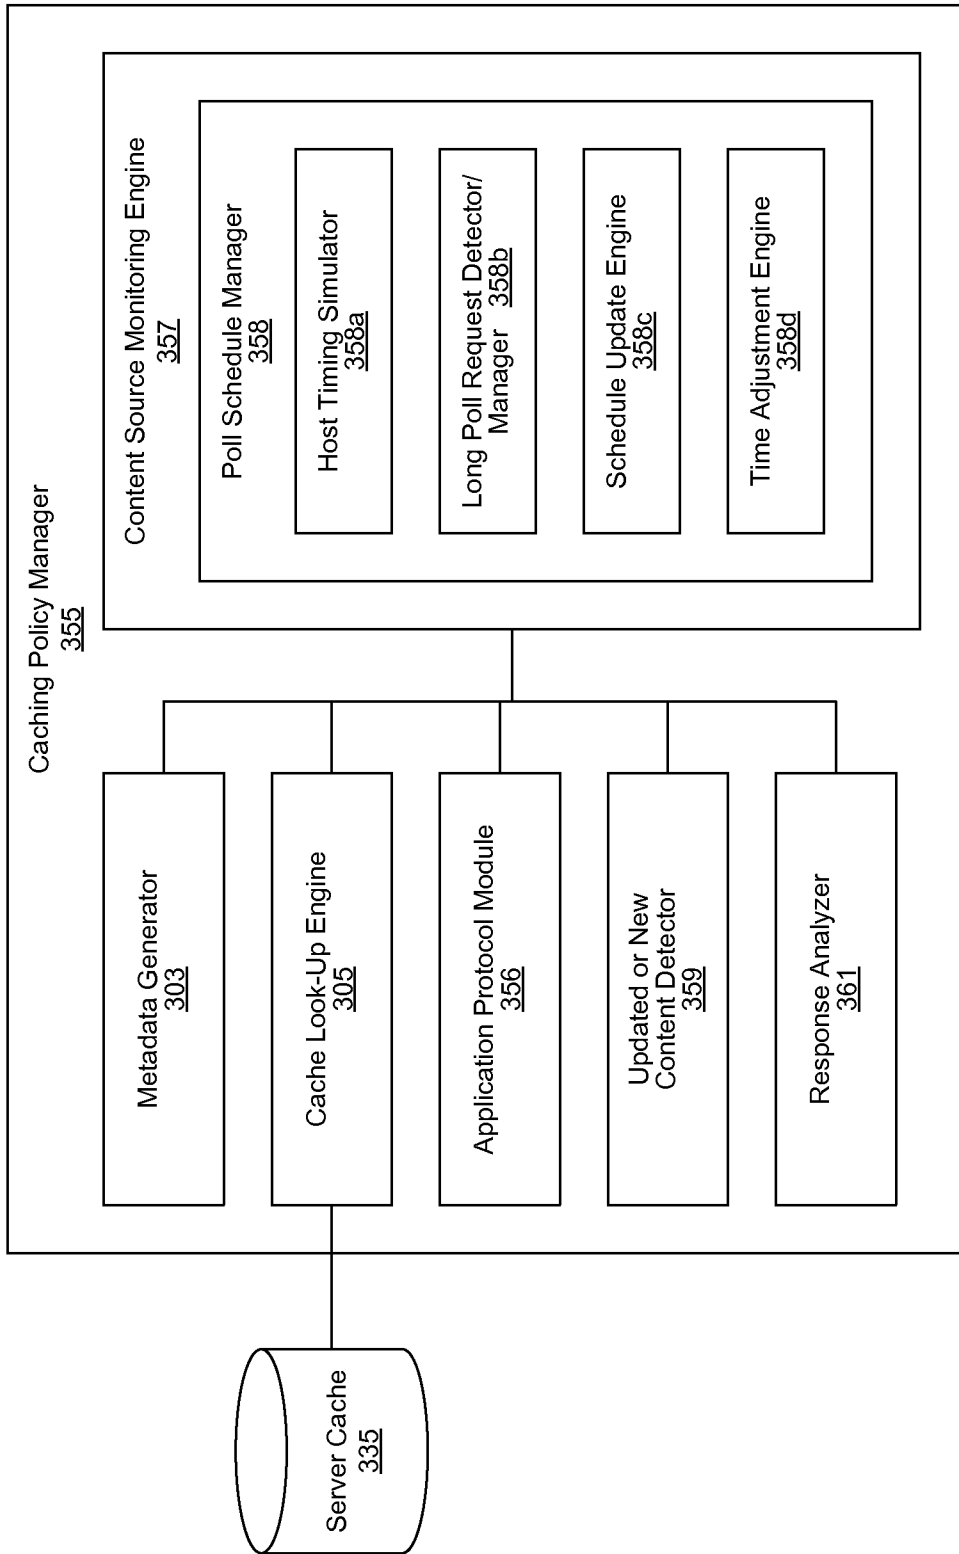 Caching Policy Manager
355
Server Cache
335
Metadata Generator
303
Cache Look-Up Engine
305
Application Protocol Module
356
Updated or New
Content Detector
359
Response Analyzer
361
Content Source Monitoring Engine
357
Poll Schedule Manager
358
Host Timing Simulator
358a
Long Poll Request Detector/
Manager 358b
Schedule Update Engine
358c
Time Adjustment Engine
358d